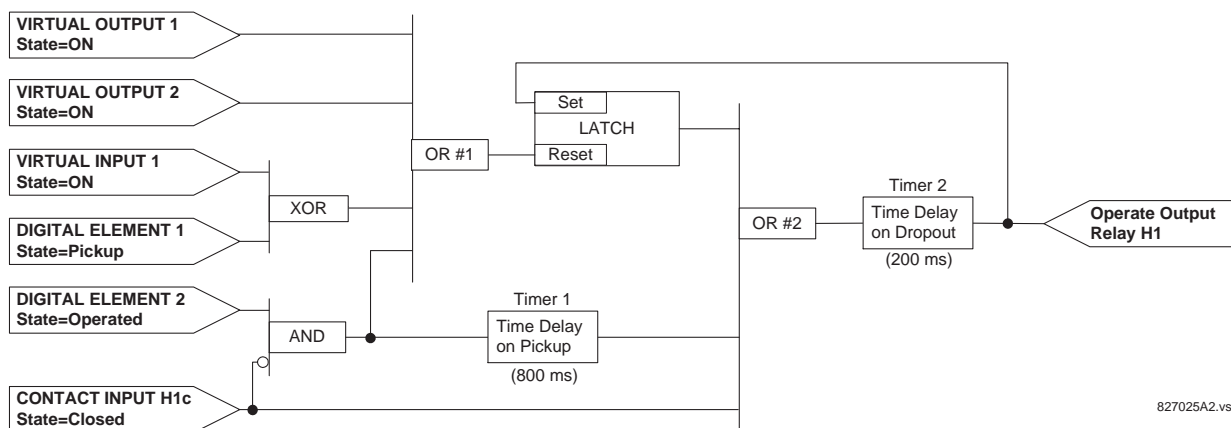 VIRTUAL OUTPUT 1
State=ON
VIRTUAL OUTPUT 2
State=ON
VIRTUAL INPUT 1
State=ON
DIGITAL ELEMENT 1
State=Pickup
DIGITAL ELEMENT 2
State=Operated
CONTACT INPUT H1c
State=Closed
XOR
AND
OR #1
Set
LATCH
Reset
Timer 1
Time Delay
on Pickup
(800 ms)
OR #2
Timer 2
Time Delay
on Dropout
(200 ms)
Operate Output
Relay H1
827025A2.vs